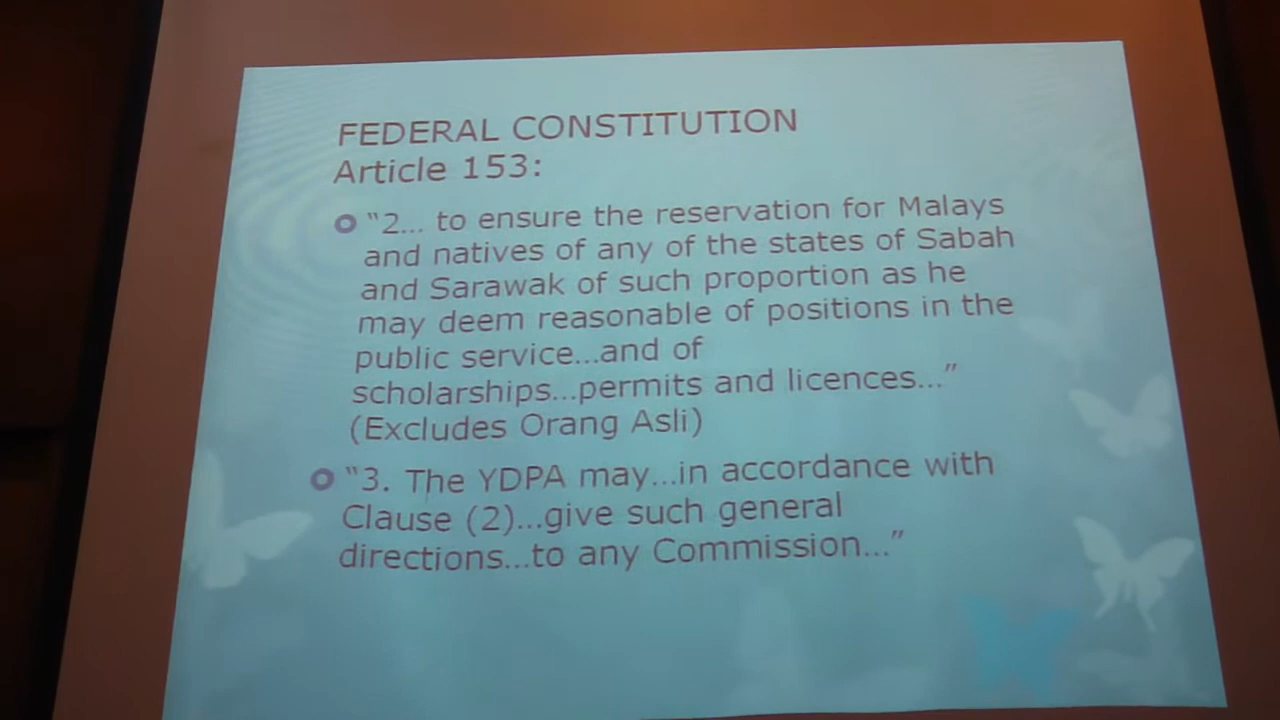 FEDERAL CONSTITUTION
Article 153:
"2... to ensure the reservation for Malays
and natives of any of the states of Sabah
and Sarawak of such proportion as he
may deem reasonable of positions in the
public service...and of
scholarships...permits and licences..."
(Excludes Orang Asli)
"3. The YDPA may...in accordance with
Clause (2)...give such general
directions...to any Commission..."